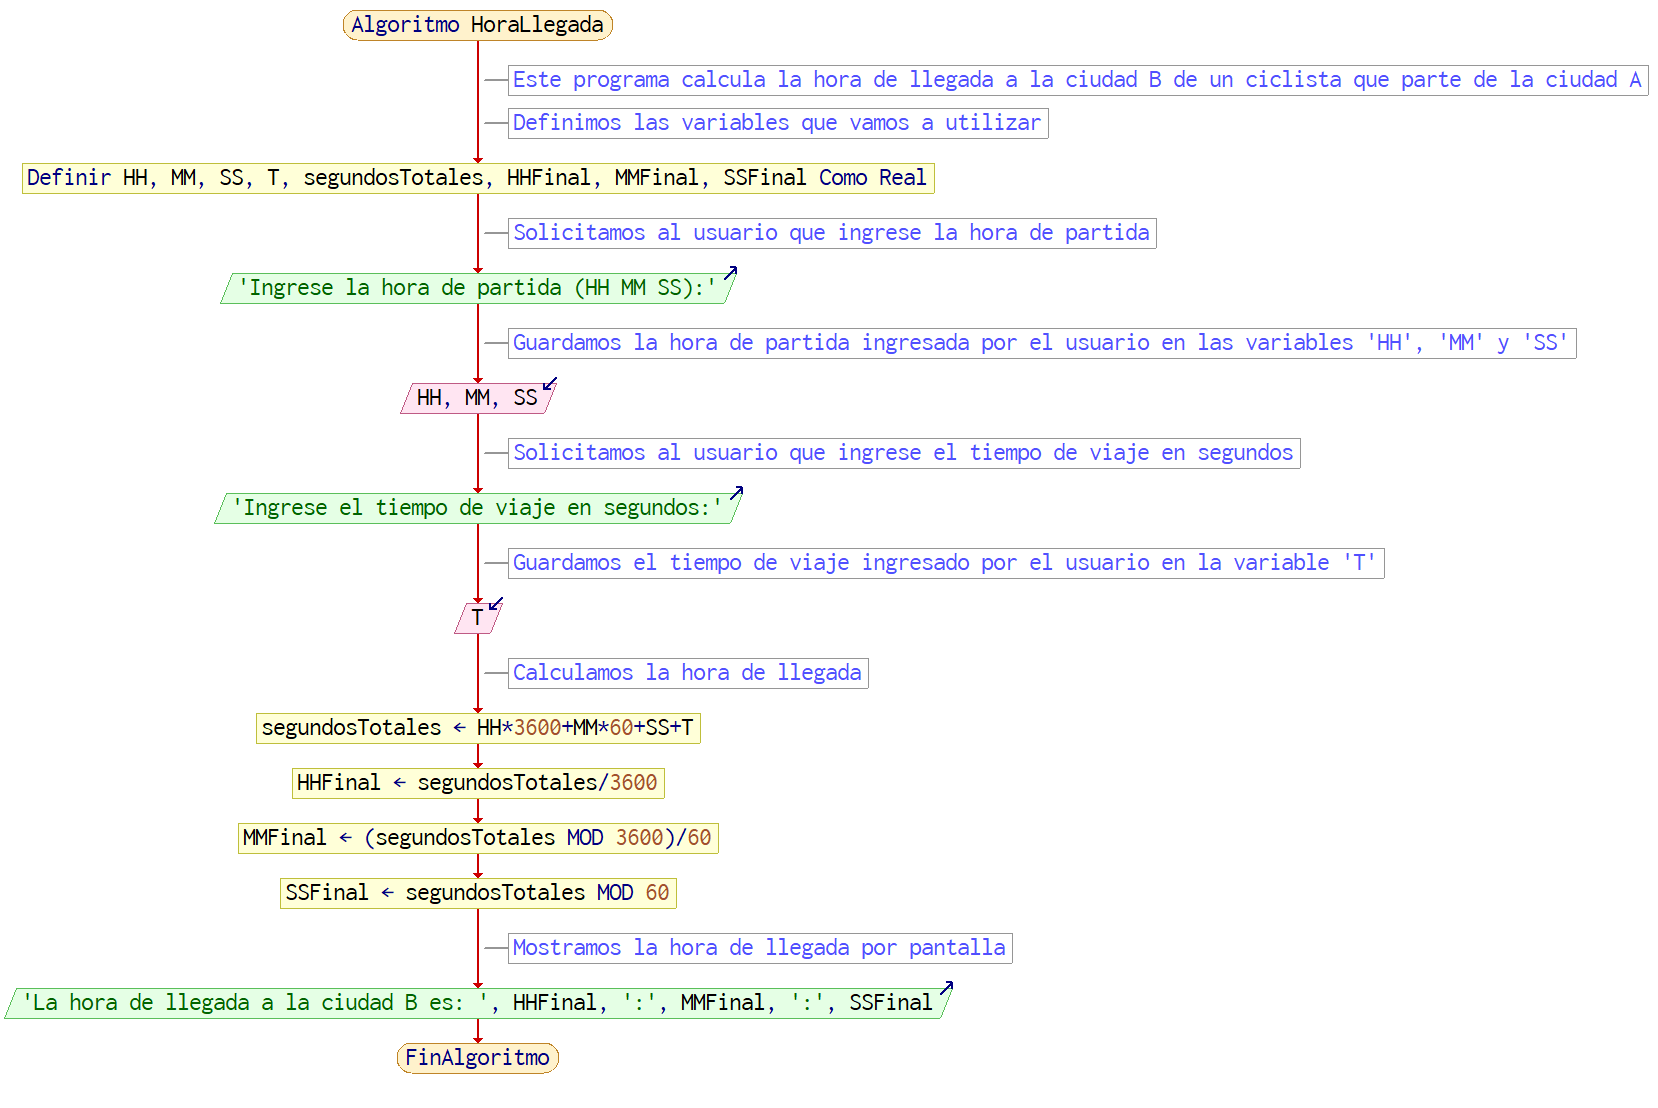 Algoritmo HoraLlegada
Este programa calcula la hora de llegada a la ciudad B de un ciclista que parte de la ciudad A
Definimos las variables que vamos a utilizar
Definir HH, MM, SS, T, segundosTotales, HHFinal, MMFinal, SSFinal Como Real
Solicitamos al usuario que ingrese la hora de partida
'Ingrese la hora de partida (HH MM SS):'
Guardamos la hora de partida ingresada por el usuario en las variables 'HH', 'MM' y 'SS'
HH, MM, SS
Solicitamos al usuario que ingrese el tiempo de viaje en segundos
'Ingrese el tiempo de viaje en segundos:'
Guardamos el tiempo de viaje ingresado por el usuario en la variable 'T'
T
Calculamos la hora de llegada
segundosTotales ← HH*3600+MM*60+SS+T
HHFinal ← segundosTotales/3600
MMFinal ← (segundosTotales MOD 3600)/60
SSFinal ← segundosTotales MOD 60
Mostramos la hora de llegada por pantalla
'La hora de llegada a la ciudad B es: ', HHFinal, ':', MMFinal, ':', SSFinal
FinAlgoritmo